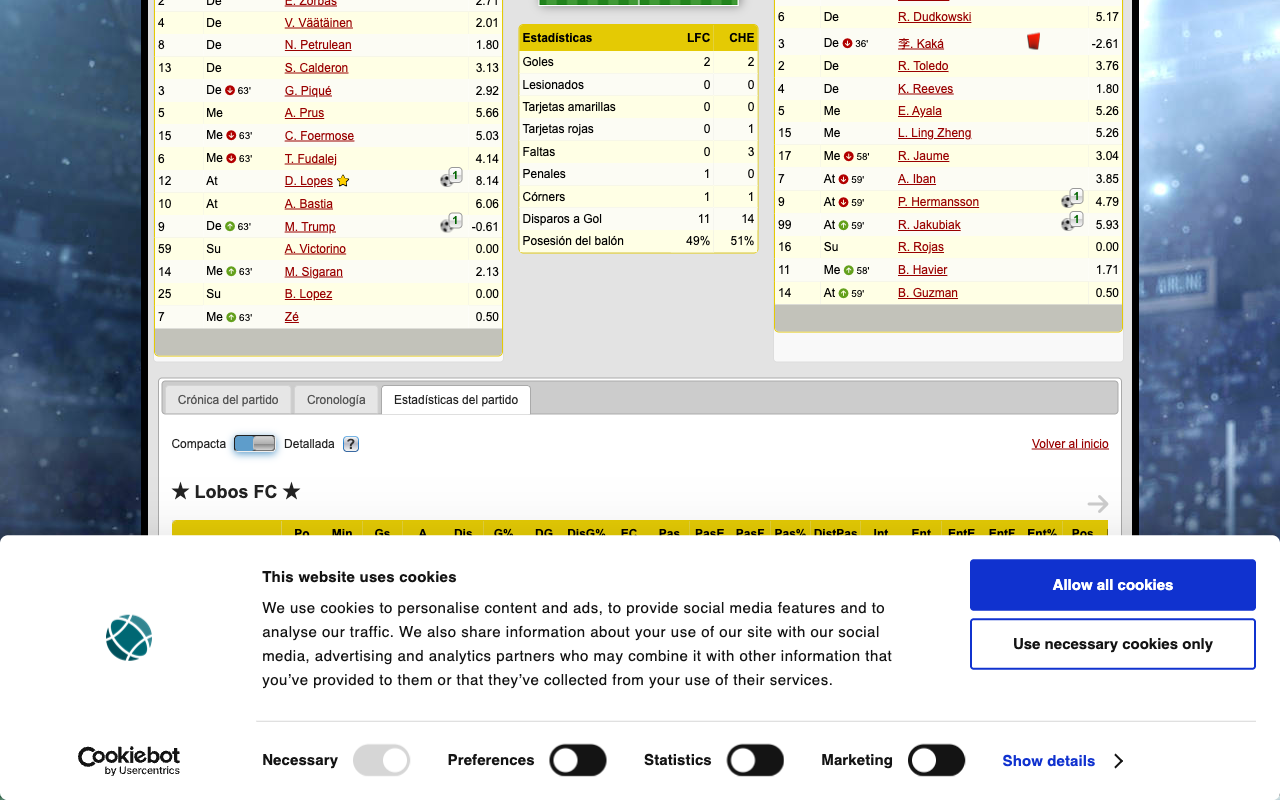 2 De E. Zorbas 2.71
4 De V. Väätäinen 2.01
8 De N. Petrulean 1.80
13 De S. Calderon 3.13
3 De 63' G. Piqué 2.92
5 Me A. Prus 5.66
15 Me 63' C. Foermose 5.03
6 Me 63' T. Fudalej 4.14
12 At D. Lopes 1 8.14
10 At A. Bastia 6.06
9 De 63' M. Trump 1 -0.61
59 Su A. Victorino 0.00
14 Me 63' M. Sigaran 2.13
25 Su B. Lopez 0.00
7 Me 63' Zé 0.50
Estadísticas LFC CHE
Goles 2 2
Lesionados 0 0
Tarjetas amarillas 0 0
Tarjetas rojas 0 1
Faltas 0 3
Penales 1 0
Córners 1 1
Disparos a Gol 11 14
Posesión del balón 49% 51%
6 De R. Dudkowski 5.17
3 De 36' 李. Kaká -2.61
2 De R. Toledo 3.76
4 De K. Reeves 1.80
5 Me E. Ayala 5.26
15 Me L. Ling Zheng 5.26
17 Me 58' R. Jaume 3.04
7 At 59' A. Iban 3.85
9 At 59' P. Hermansson 1 4.79
99 At 59' R. Jakubiak 1 5.93
16 Su R. Rojas 0.00
11 Me 58' B. Havier 1.71
14 At 59' B. Guzman 0.50
Crónica del partido Cronología Estadísticas del partido
Compacta Detallada ? Volver al inicio
★ Lobos FC ★
Po Min Gs A Dis G% DG DisG% FC Pas PasE PasF Pas% DistPas Int Ent EntE EntF Ent% Pos
This website uses cookies
We use cookies to personalise content and ads, to provide social media features and to
analyse our traffic. We also share information about your use of our site with our social
media, advertising and analytics partners who may combine it with other information that
you've provided to them or that they've collected from your use of their services.
Allow all cookies
Use necessary cookies only
Cookiebot
by Usercentrics
Necessary Preferences Statistics Marketing Show details